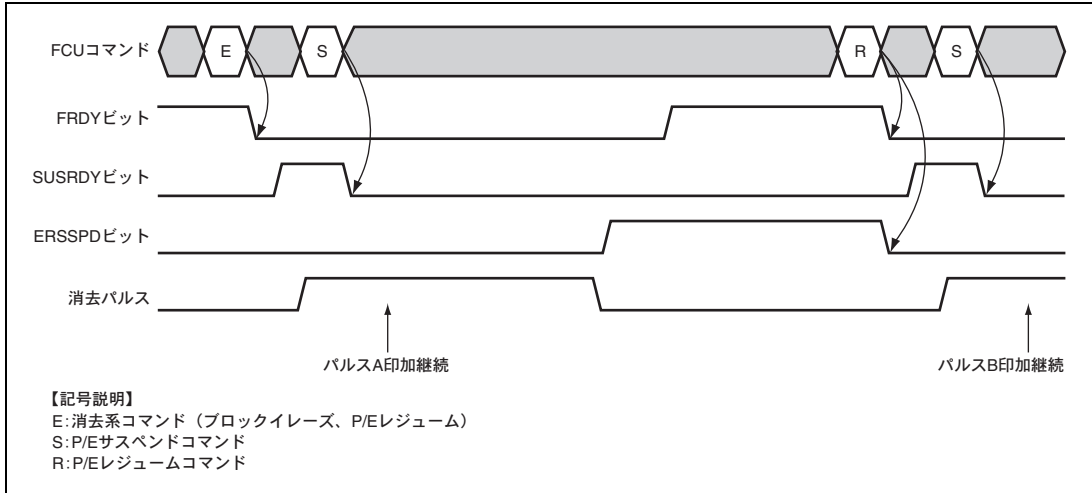 FCUコマンド
E
S
R
S
FRDYビット
SUSRDYビット
ERSSPDビット
消去パルス
パルスA印加継続
パルスB印加継続
【記号説明】
E:消去系コマンド（ブロックイレーズ、P/Eレジューム）
S:P/Eサスペンドコマンド
R:P/Eレジュームコマンド